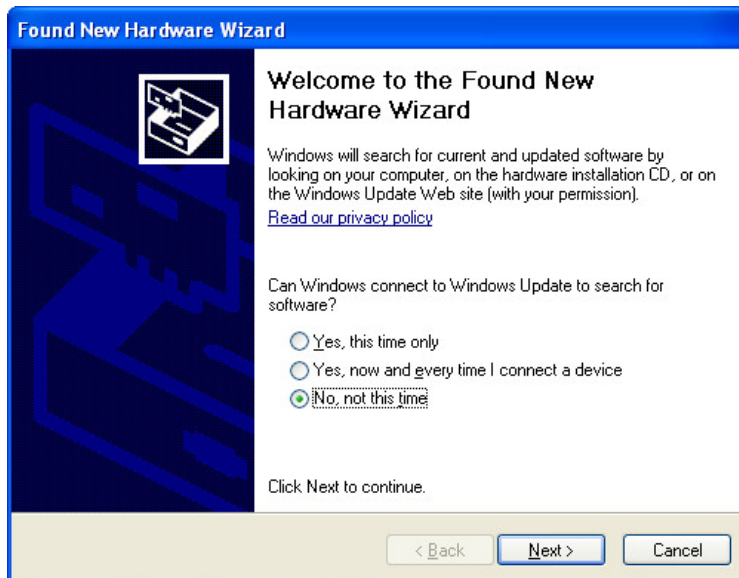 Found New Hardware Wizard
Welcome to the Found New
Hardware Wizard
Windows will search for current and updated software by
looking on your computer, on the hardware installation CD, or on
the Windows Update Web site (with your permission).
Read our privacy policy
Can Windows connect to Windows Update to search for
software?
Yes, this time only
Yes, now and every time I connect a device
No, not this time
Click Next to continue.
< Back Next > Cancel